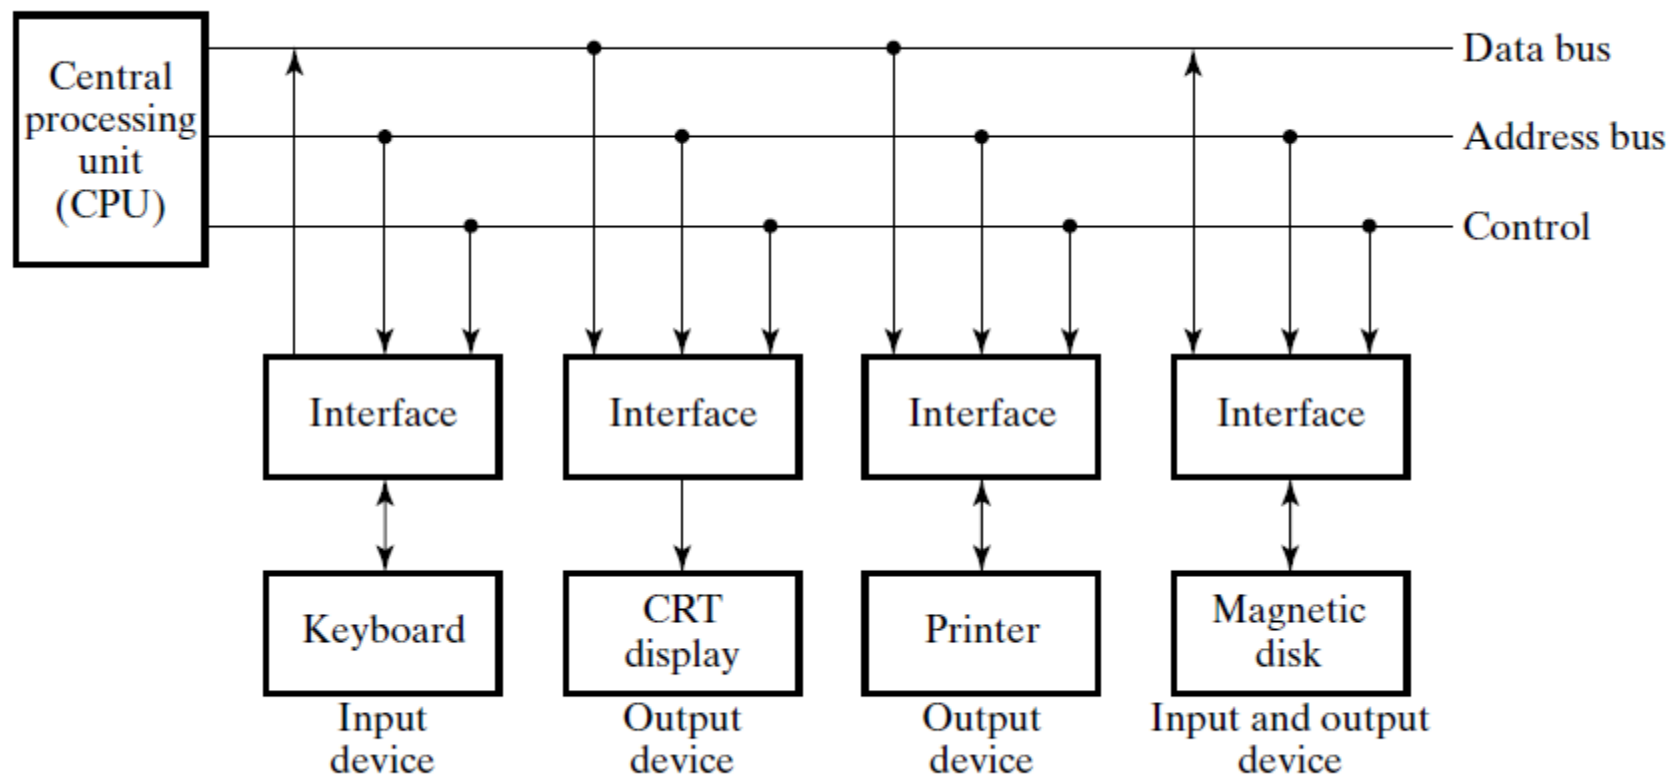 Central
processing
unit
(CPU)
Data bus
Address bus
Control
Interface
Interface
Interface
Interface
Keyboard
CRT
display
Printer
Magnetic
disk
Input
device
Output
device
Output
device
Input and output
device